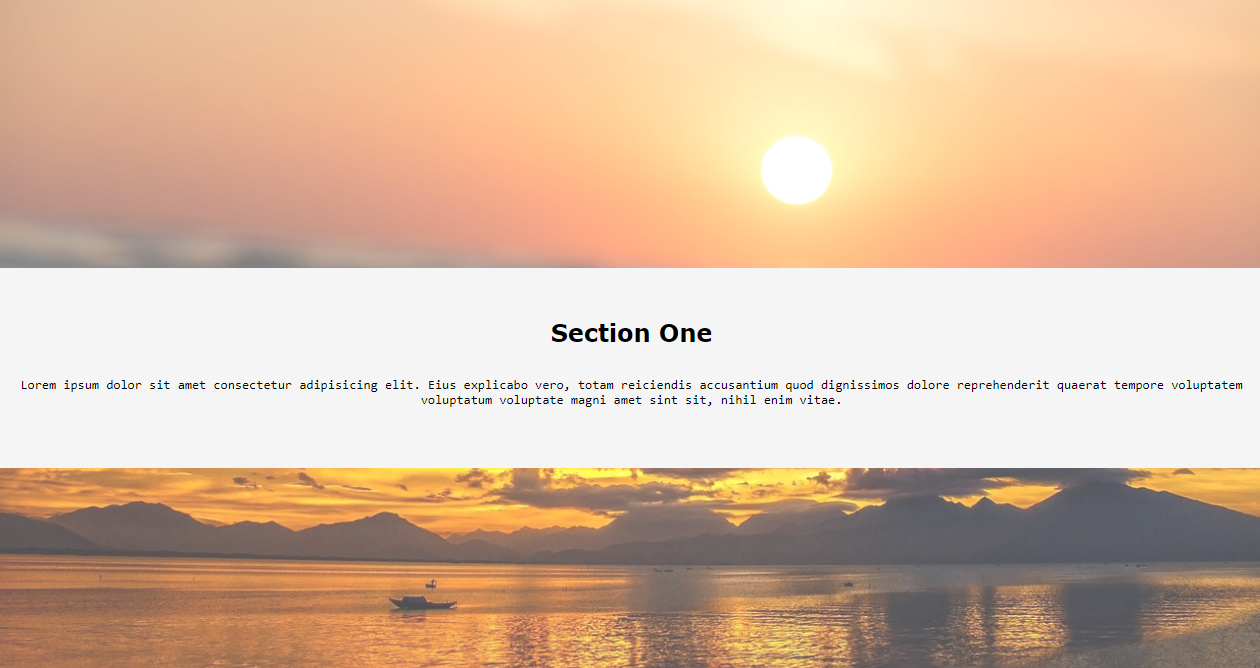 Section One
Lorem ipsum dolor sit amet consectetur adipisicing elit. Eius explicabo vero, totam reiciendis accusantium quod dignissimos dolore reprehenderit quaerat tempore voluptatem
voluptatum voluptate magni amet sint sit, nihil enim vitae.